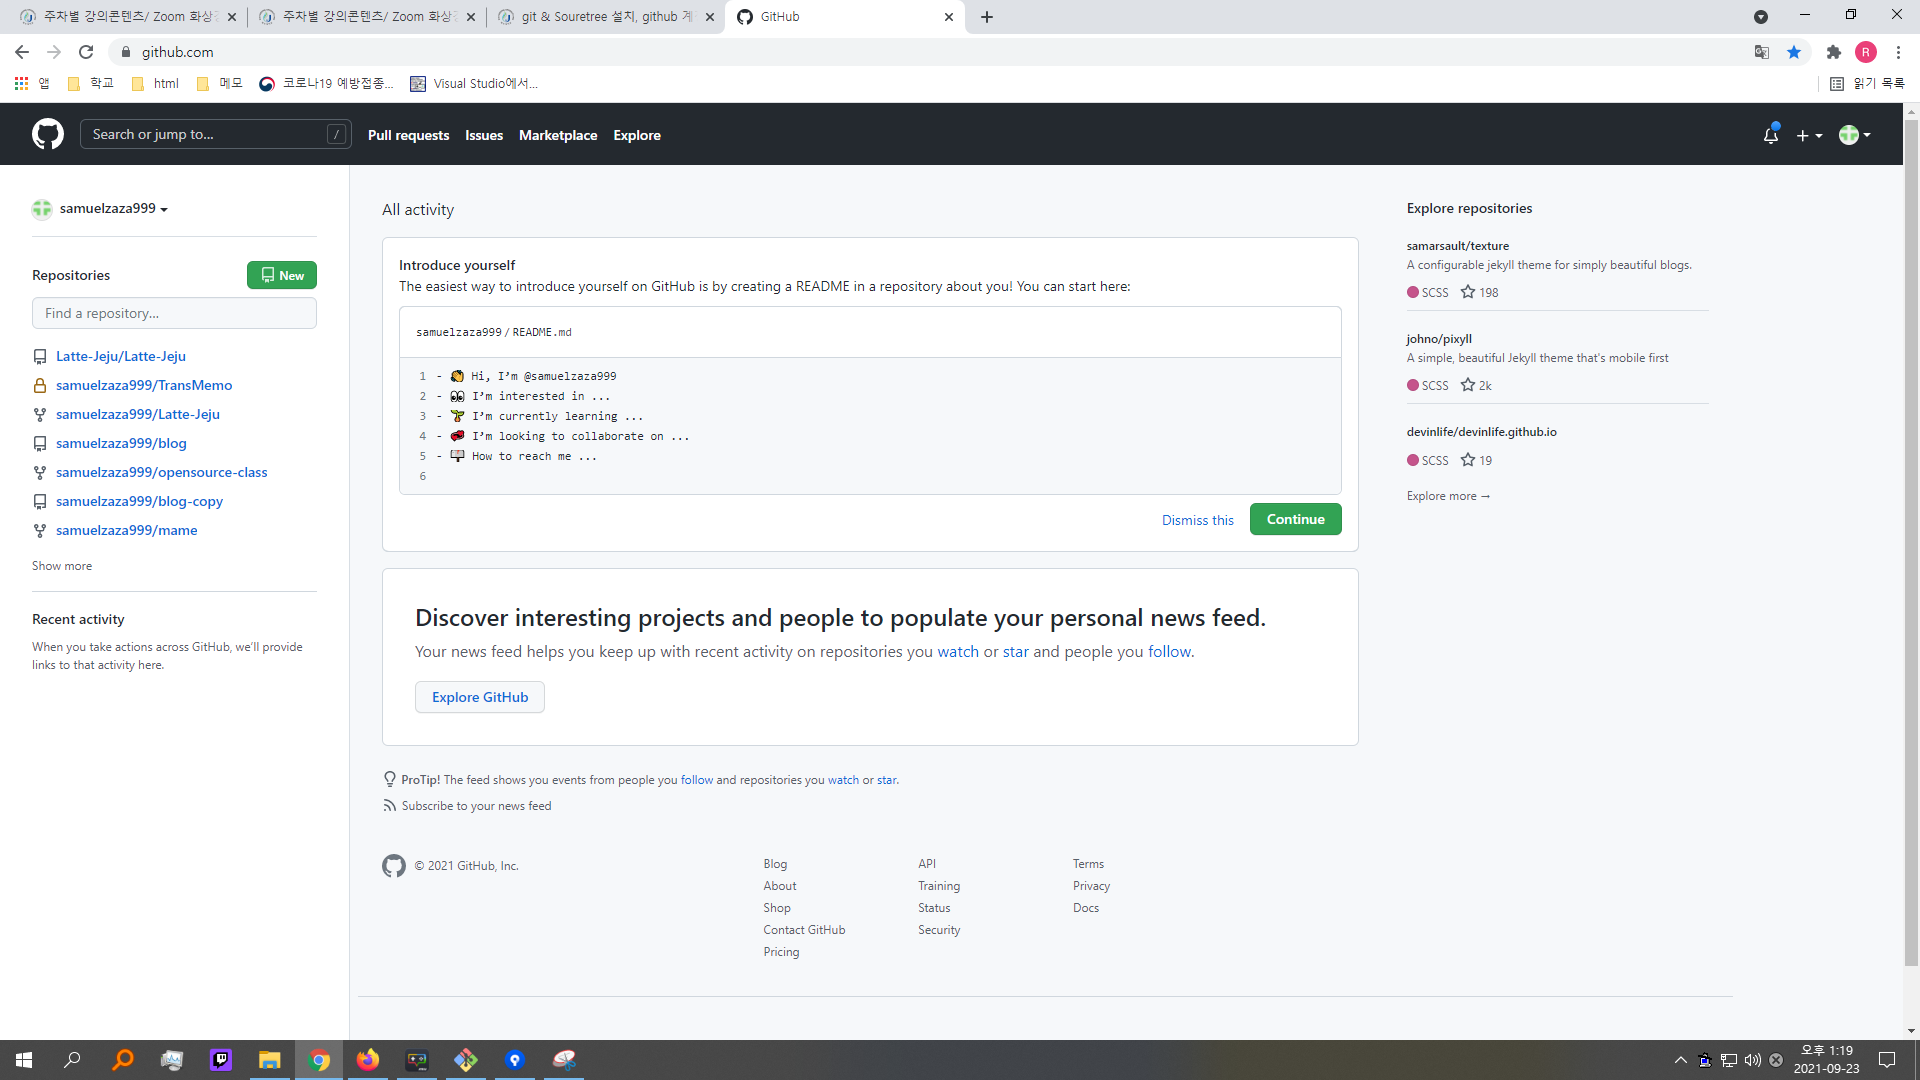 주차별 강의콘텐츠/ Zoom 화상강
주차별 강의콘텐츠/ Zoom 화상강
git & Souretree 설치, github 계
GitHub
github.com
R
앱
학교
html
메모
코로나19 예방접종...
Visual Studio에서...
읽기 목록
Search or jump to...
/
Pull requests
Issues
Marketplace
Explore
samuelzaza999
Repositories
New
Find a repository...
Latte-Jeju/Latte-Jeju
samuelzaza999/TransMemo
samuelzaza999/Latte-Jeju
samuelzaza999/blog
samuelzaza999/opensource-class
samuelzaza999/blog-copy
samuelzaza999/mame
Show more
Recent activity
When you take actions across GitHub, we'll provide
links to that activity here.
All activity
Introduce yourself
The easiest way to introduce yourself on GitHub is by creating a README in a repository about you! You can start here:
samuelzaza999 / README.md
1 - 👋 Hi, I'm @samuelzaza999
2 - 👀 I'm interested in ...
3 - 🌱 I'm currently learning ...
4 - 💞️ I'm looking to collaborate on ...
5 - 📫 How to reach me ...
6
Dismiss this
Continue
Discover interesting projects and people to populate your personal news feed.
Your news feed helps you keep up with recent activity on repositories you watch or star and people you follow.
Explore GitHub
ProTip! The feed shows you events from people you follow and repositories you watch or star.
Subscribe to your news feed
Explore repositories
samarsault/texture
A configurable jekyll theme for simply beautiful blogs.
SCSS 198
johno/pixyll
A simple, beautiful Jekyll theme that's mobile first
SCSS 2k
devinlife/devinlife.github.io
SCSS 19
Explore more →
© 2021 GitHub, Inc.
Blog
About
Shop
Contact GitHub
Pricing
API
Training
Status
Security
Terms
Privacy
Docs
오후 1:19
2021-09-23